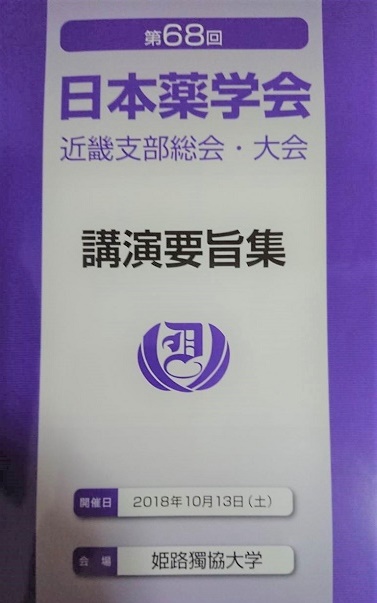 第68回
日本薬学会
近畿支部総会・大会
講演要旨集
D
開催日 2018年10月13日(土)
会場 姫路獨協大学